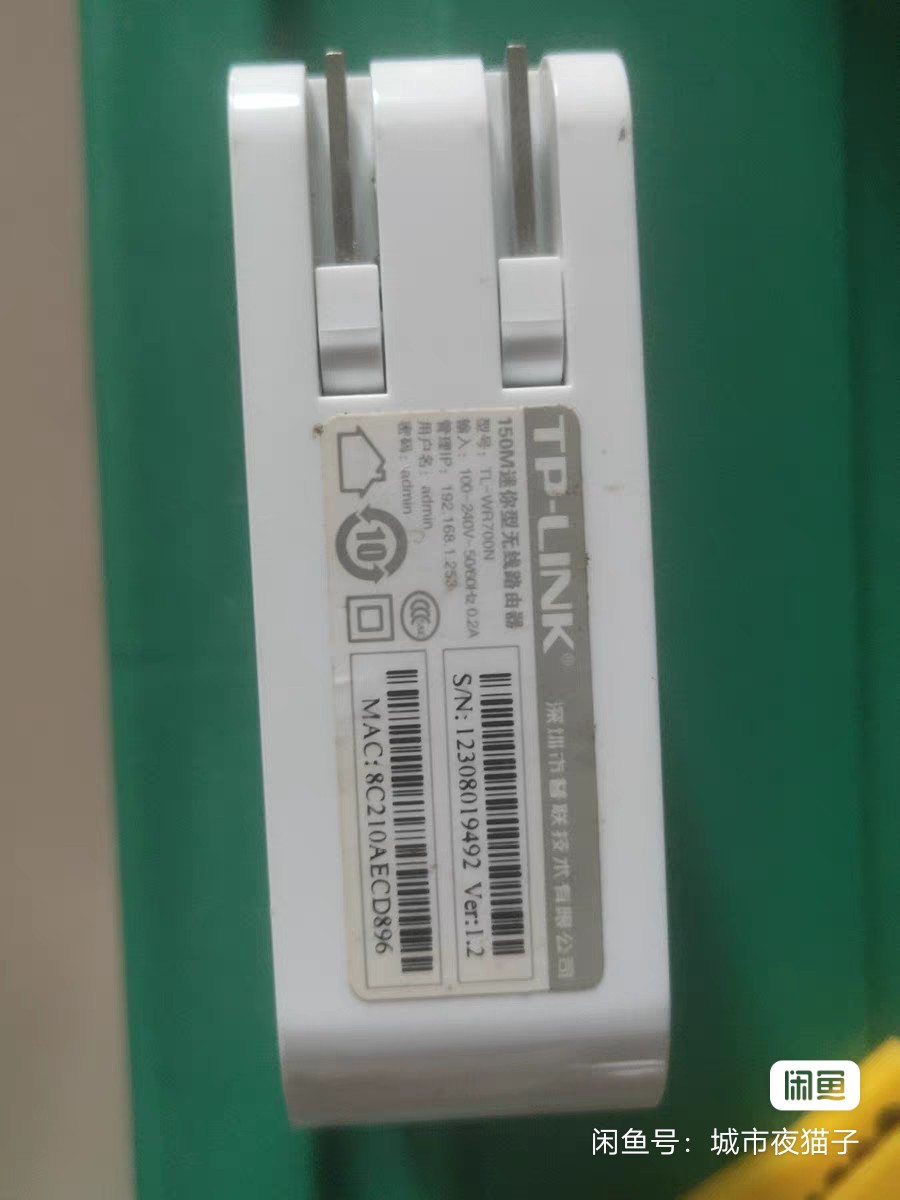 TP-LINK® 深圳市普联技术有限公司
150M迷你型无线路由器
型号：TL-WR700N
输入：100-240V~50/60Hz 0.2A
管理IP：192.168.1.253
用户名：admin
密码：admin
10
S/N:12308019492 Ver:1.2
MAC:8C210AECD896
闲鱼
闲鱼号：城市夜猫子